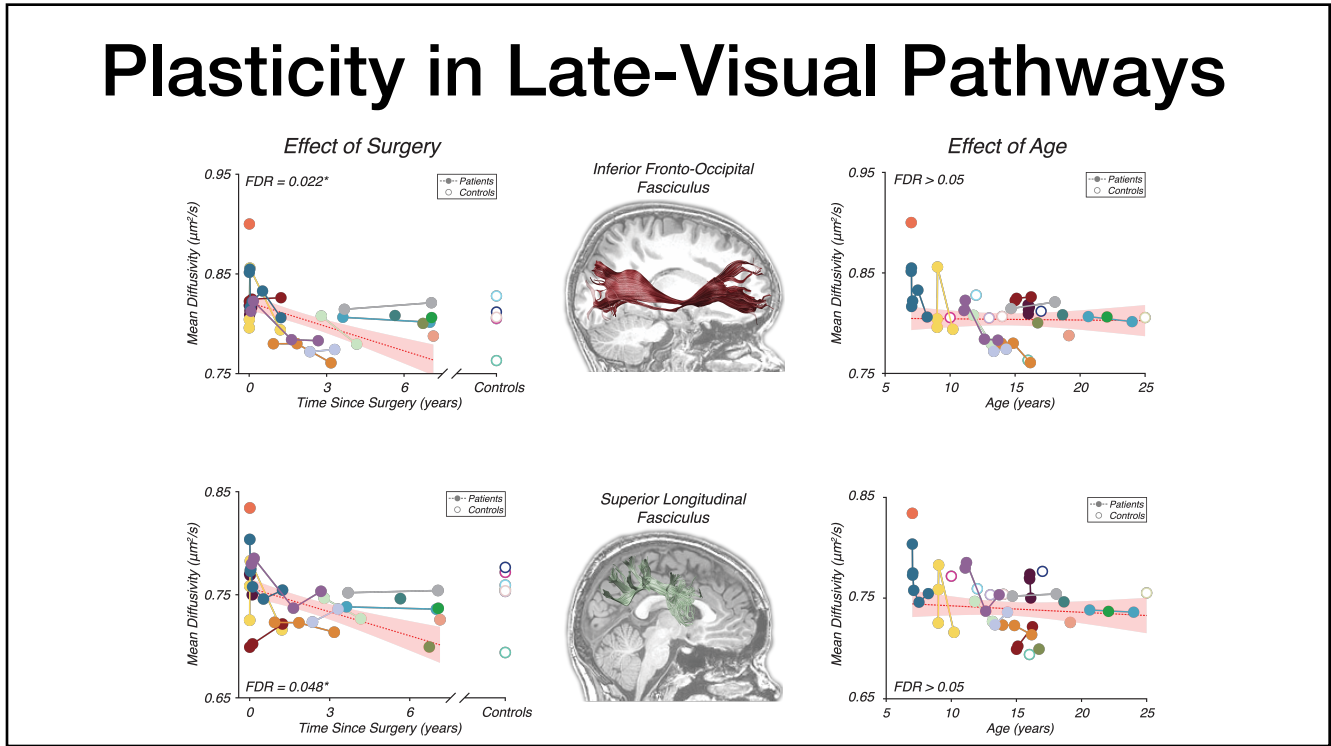 Plasticity in Late-Visual Pathways
Effect of Surgery
0.95
0.85
0.75
Mean Diffusivity (μm²/s)
FDR = 0.022*
Patients
Controls
0
3
6
Controls
Time Since Surgery (years)
Inferior Fronto-Occipital
Fasciculus
Effect of Age
0.95
0.85
0.75
Mean Diffusivity (μm²/s)
FDR > 0.05
Patients
Controls
5
10
15
20
25
Age (years)
0.85
0.75
0.65
Mean Diffusivity (μm²/s)
Patients
Controls
FDR = 0.048*
0
3
6
Controls
Time Since Surgery (years)
Superior Longitudinal
Fasciculus
0.85
0.75
0.65
Mean Diffusivity (μm²/s)
Patients
Controls
FDR > 0.05
5
10
15
20
25
Age (years)